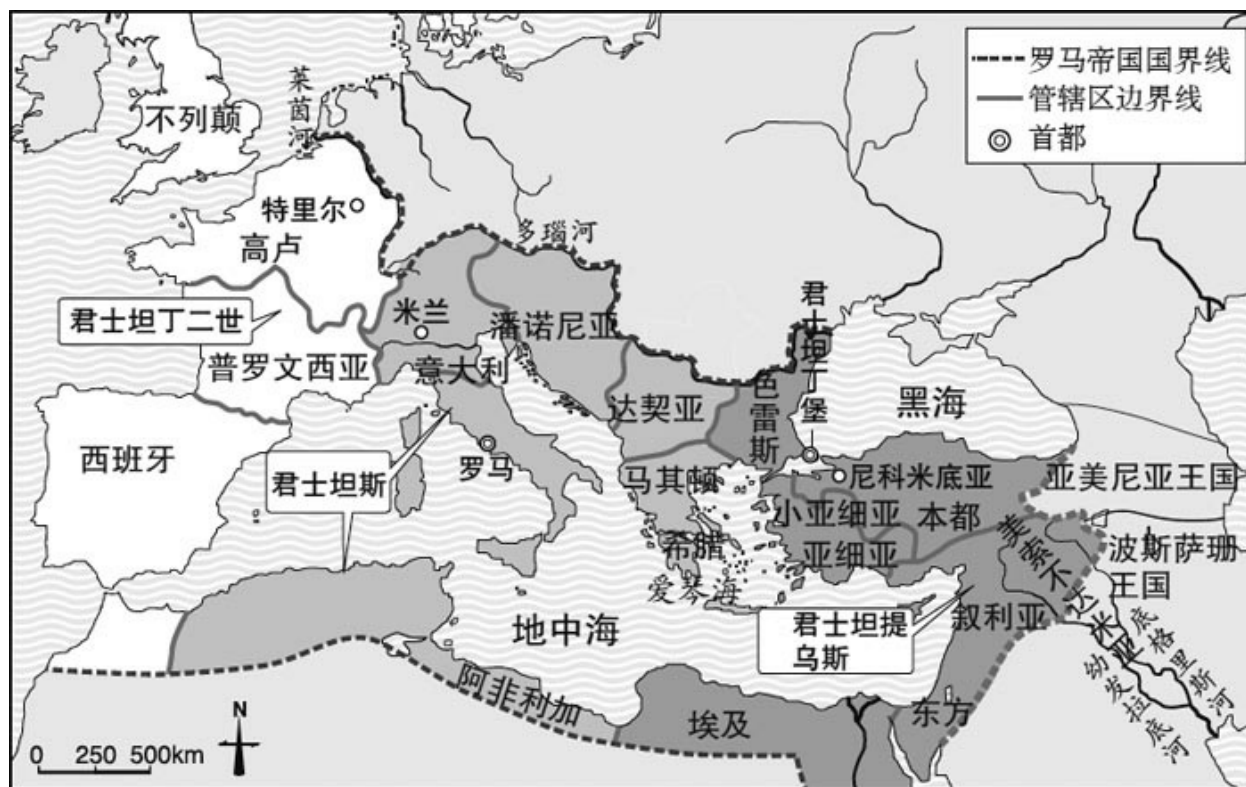 罗马帝国国界线
管辖区边界线
首都
莱茵河
不列颠
特里尔
高卢
多瑙河
君士坦丁二世
米兰
潘诺尼亚
君士坦丁堡
普罗文西亚
意大利
达契亚
色雷斯
黑海
西班牙
君士坦斯
罗马
马其顿
尼科米底亚
亚美尼亚王国
小亚细亚
本都
希腊
亚细亚
美索不达米亚
波斯萨珊
王国
爱琴海
地中海
君士坦提
乌斯
叙利亚
底格里斯河
幼发拉底河
阿非利加
埃及
东方
N
0 250 500km